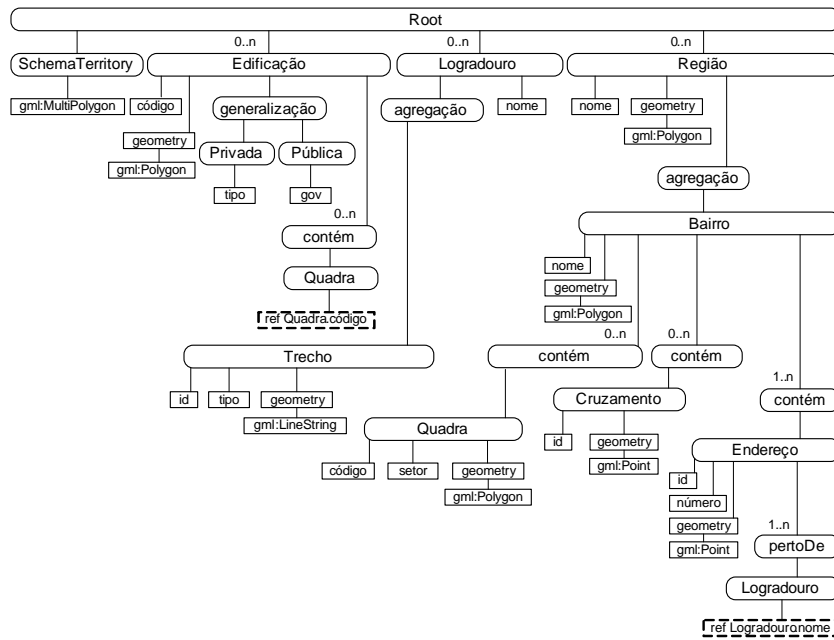 Root
0..n 0..n 0..n
SchemaTerritory Edificação Logradouro Região
gml:MultiPolygon código generalização agregação nome nome geometry
geometry gml:Polygon
gml:Polygon Privada Pública
agregação
tipo gov
0..n
Bairro
contém
nome
Quadra geometry
gml:Polygon
ref Quadra.código
0..n 0..n
Trecho contém contém
1..n
id tipo geometry Cruzamento contém
gml:LineString
Quadra id geometry Endereço
gml:Point
código setor geometry id
gml:Polygon número
geometry 1..n
gml:Point pertoDe
Logradouro
ref Logradouro.nome